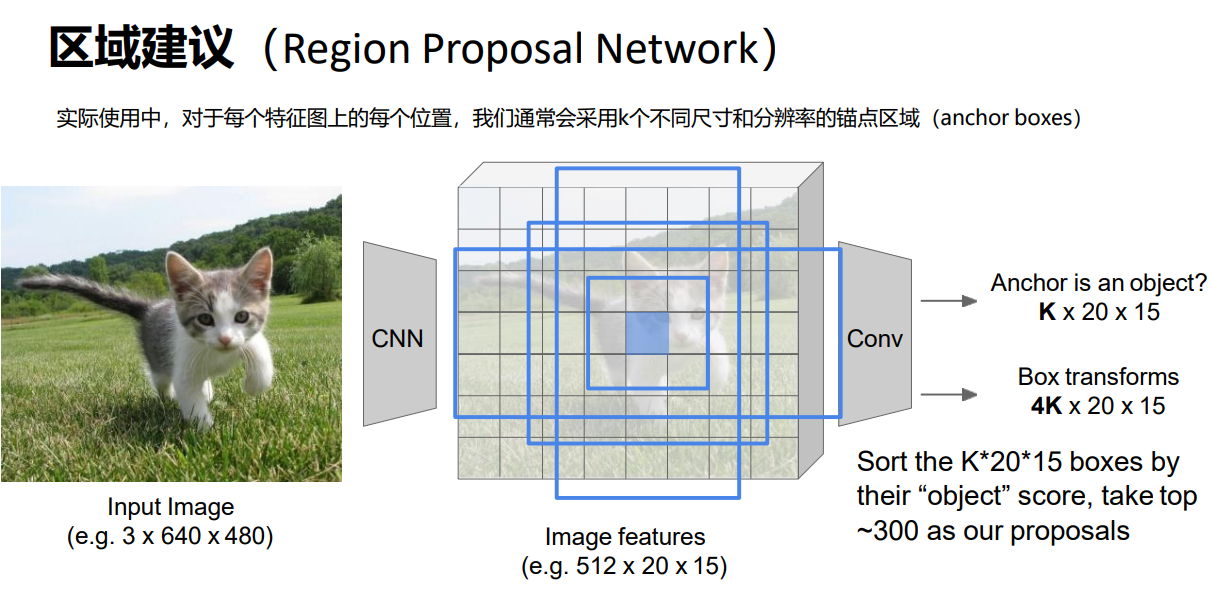 区域建议（Region Proposal Network）
实际使用中，对于每个特征图上的每个位置，我们通常会采用k个不同尺寸和分辨率的锚点区域（anchor boxes）
CNN
Conv
Anchor is an object?
K x 20 x 15
Box transforms
4K x 20 x 15
Sort the K*20*15 boxes by
their “object” score, take top
~300 as our proposals
Input Image
(e.g. 3 x 640 x 480)
Image features
(e.g. 512 x 20 x 15)